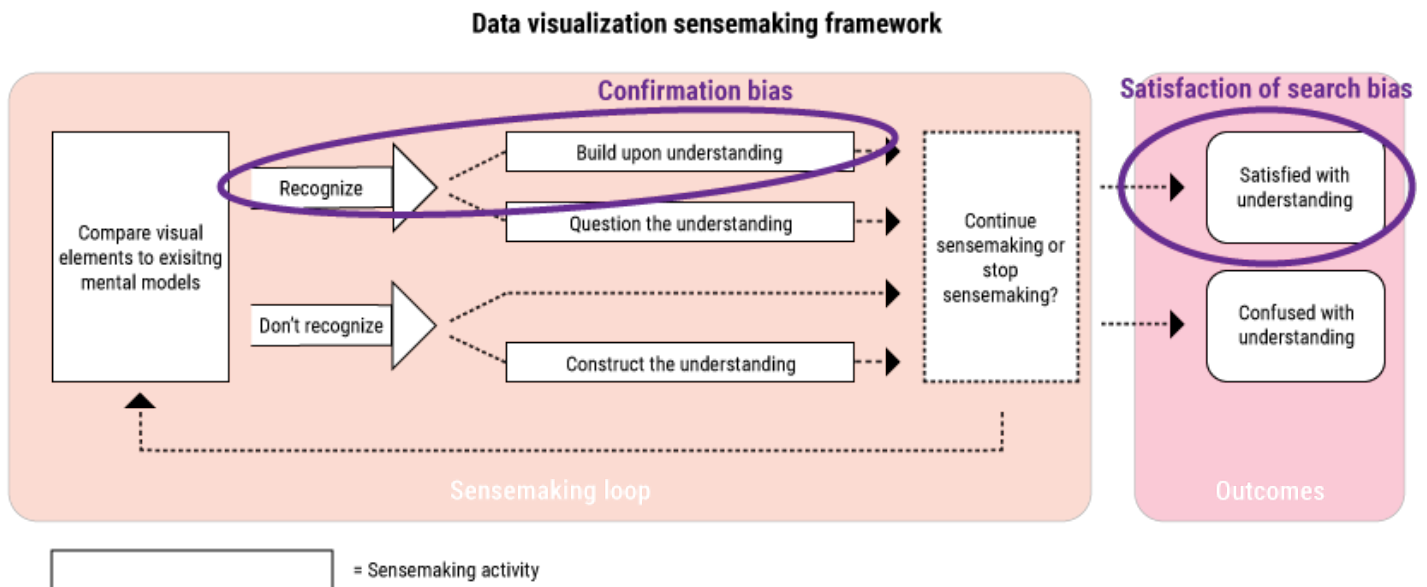 Data visualization sensemaking framework
Confirmation bias
Satisfaction of search bias
Compare visual
elements to exisitng
mental models
Recognize
Build upon understanding
Question the understanding
Don't recognize
Construct the understanding
Continue
sensemaking or
stop
sensemaking?
Satisfied with
understanding
Confused with
understanding
Sensemaking loop
Outcomes
= Sensemaking activity